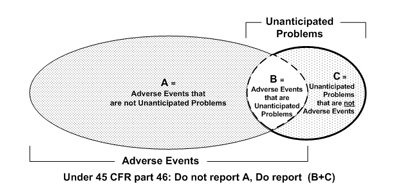 Unanticipated
Problems
A =
Adverse Events that
are not Unanticipated Problems
B =
Adverse Events
that are
Unanticipated
Problems
C =
Unanticipated
Problems
that are not
Adverse Events
Adverse Events
Under 45 CFR part 46: Do not report A, Do report (B+C)